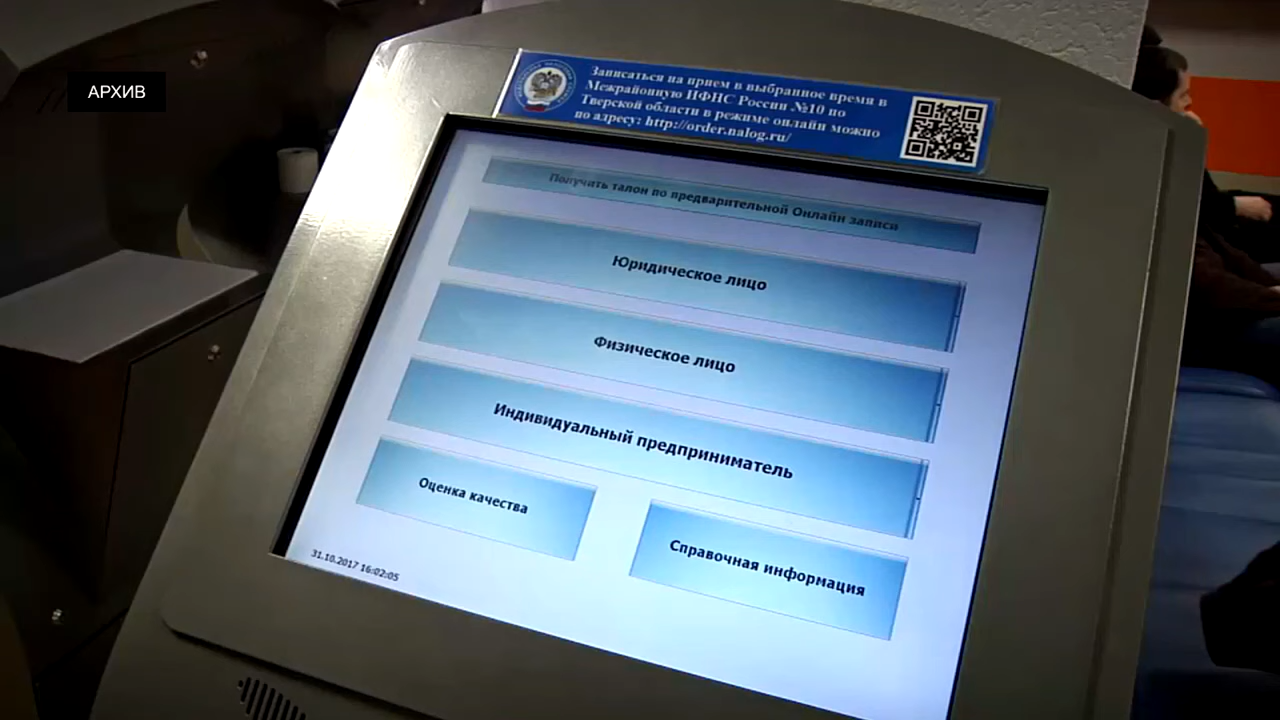 АРХИВ
Записаться на прием в выбранное время в
Межрайонную ИФНС России №10 по
Тверской области в режиме онлайн можно
по адресу: http://order.nalog.ru/
Получить талон по предварительной Онлайн записи
Юридическое лицо
Физическое лицо
Индивидуальный предприниматель
Оценка качества
Справочная информация
31.10.2017 16:02:05